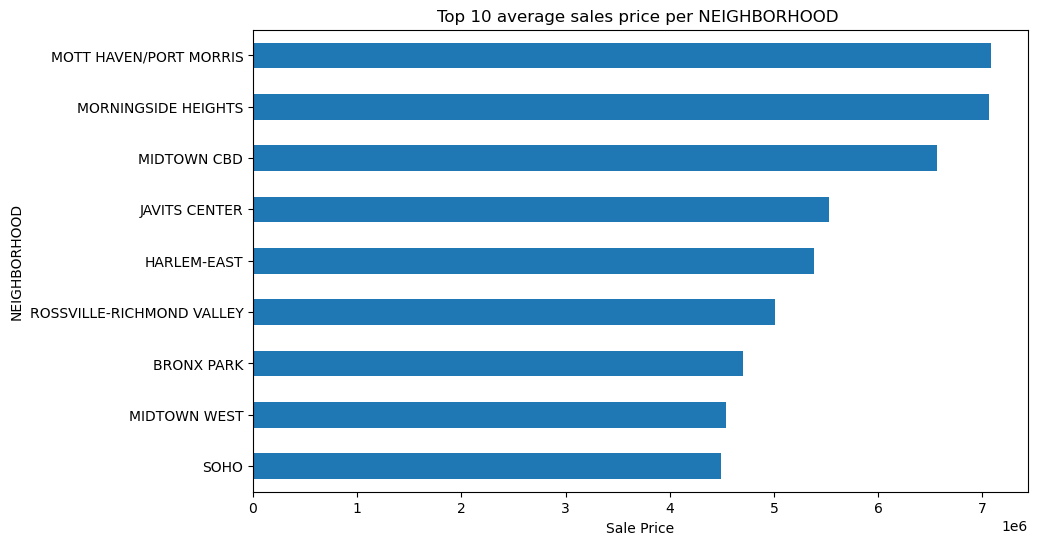 Top 10 average sales price per NEIGHBORHOOD
MOTT HAVEN/PORT MORRIS
MORNINGSIDE HEIGHTS
MIDTOWN CBD
JAVITS CENTER
HARLEM-EAST
ROSSVILLE-RICHMOND VALLEY
BRONX PARK
MIDTOWN WEST
SOHO
NEIGHBORHOOD
0 1 2 3 4 5 6 7
1e6
Sale Price